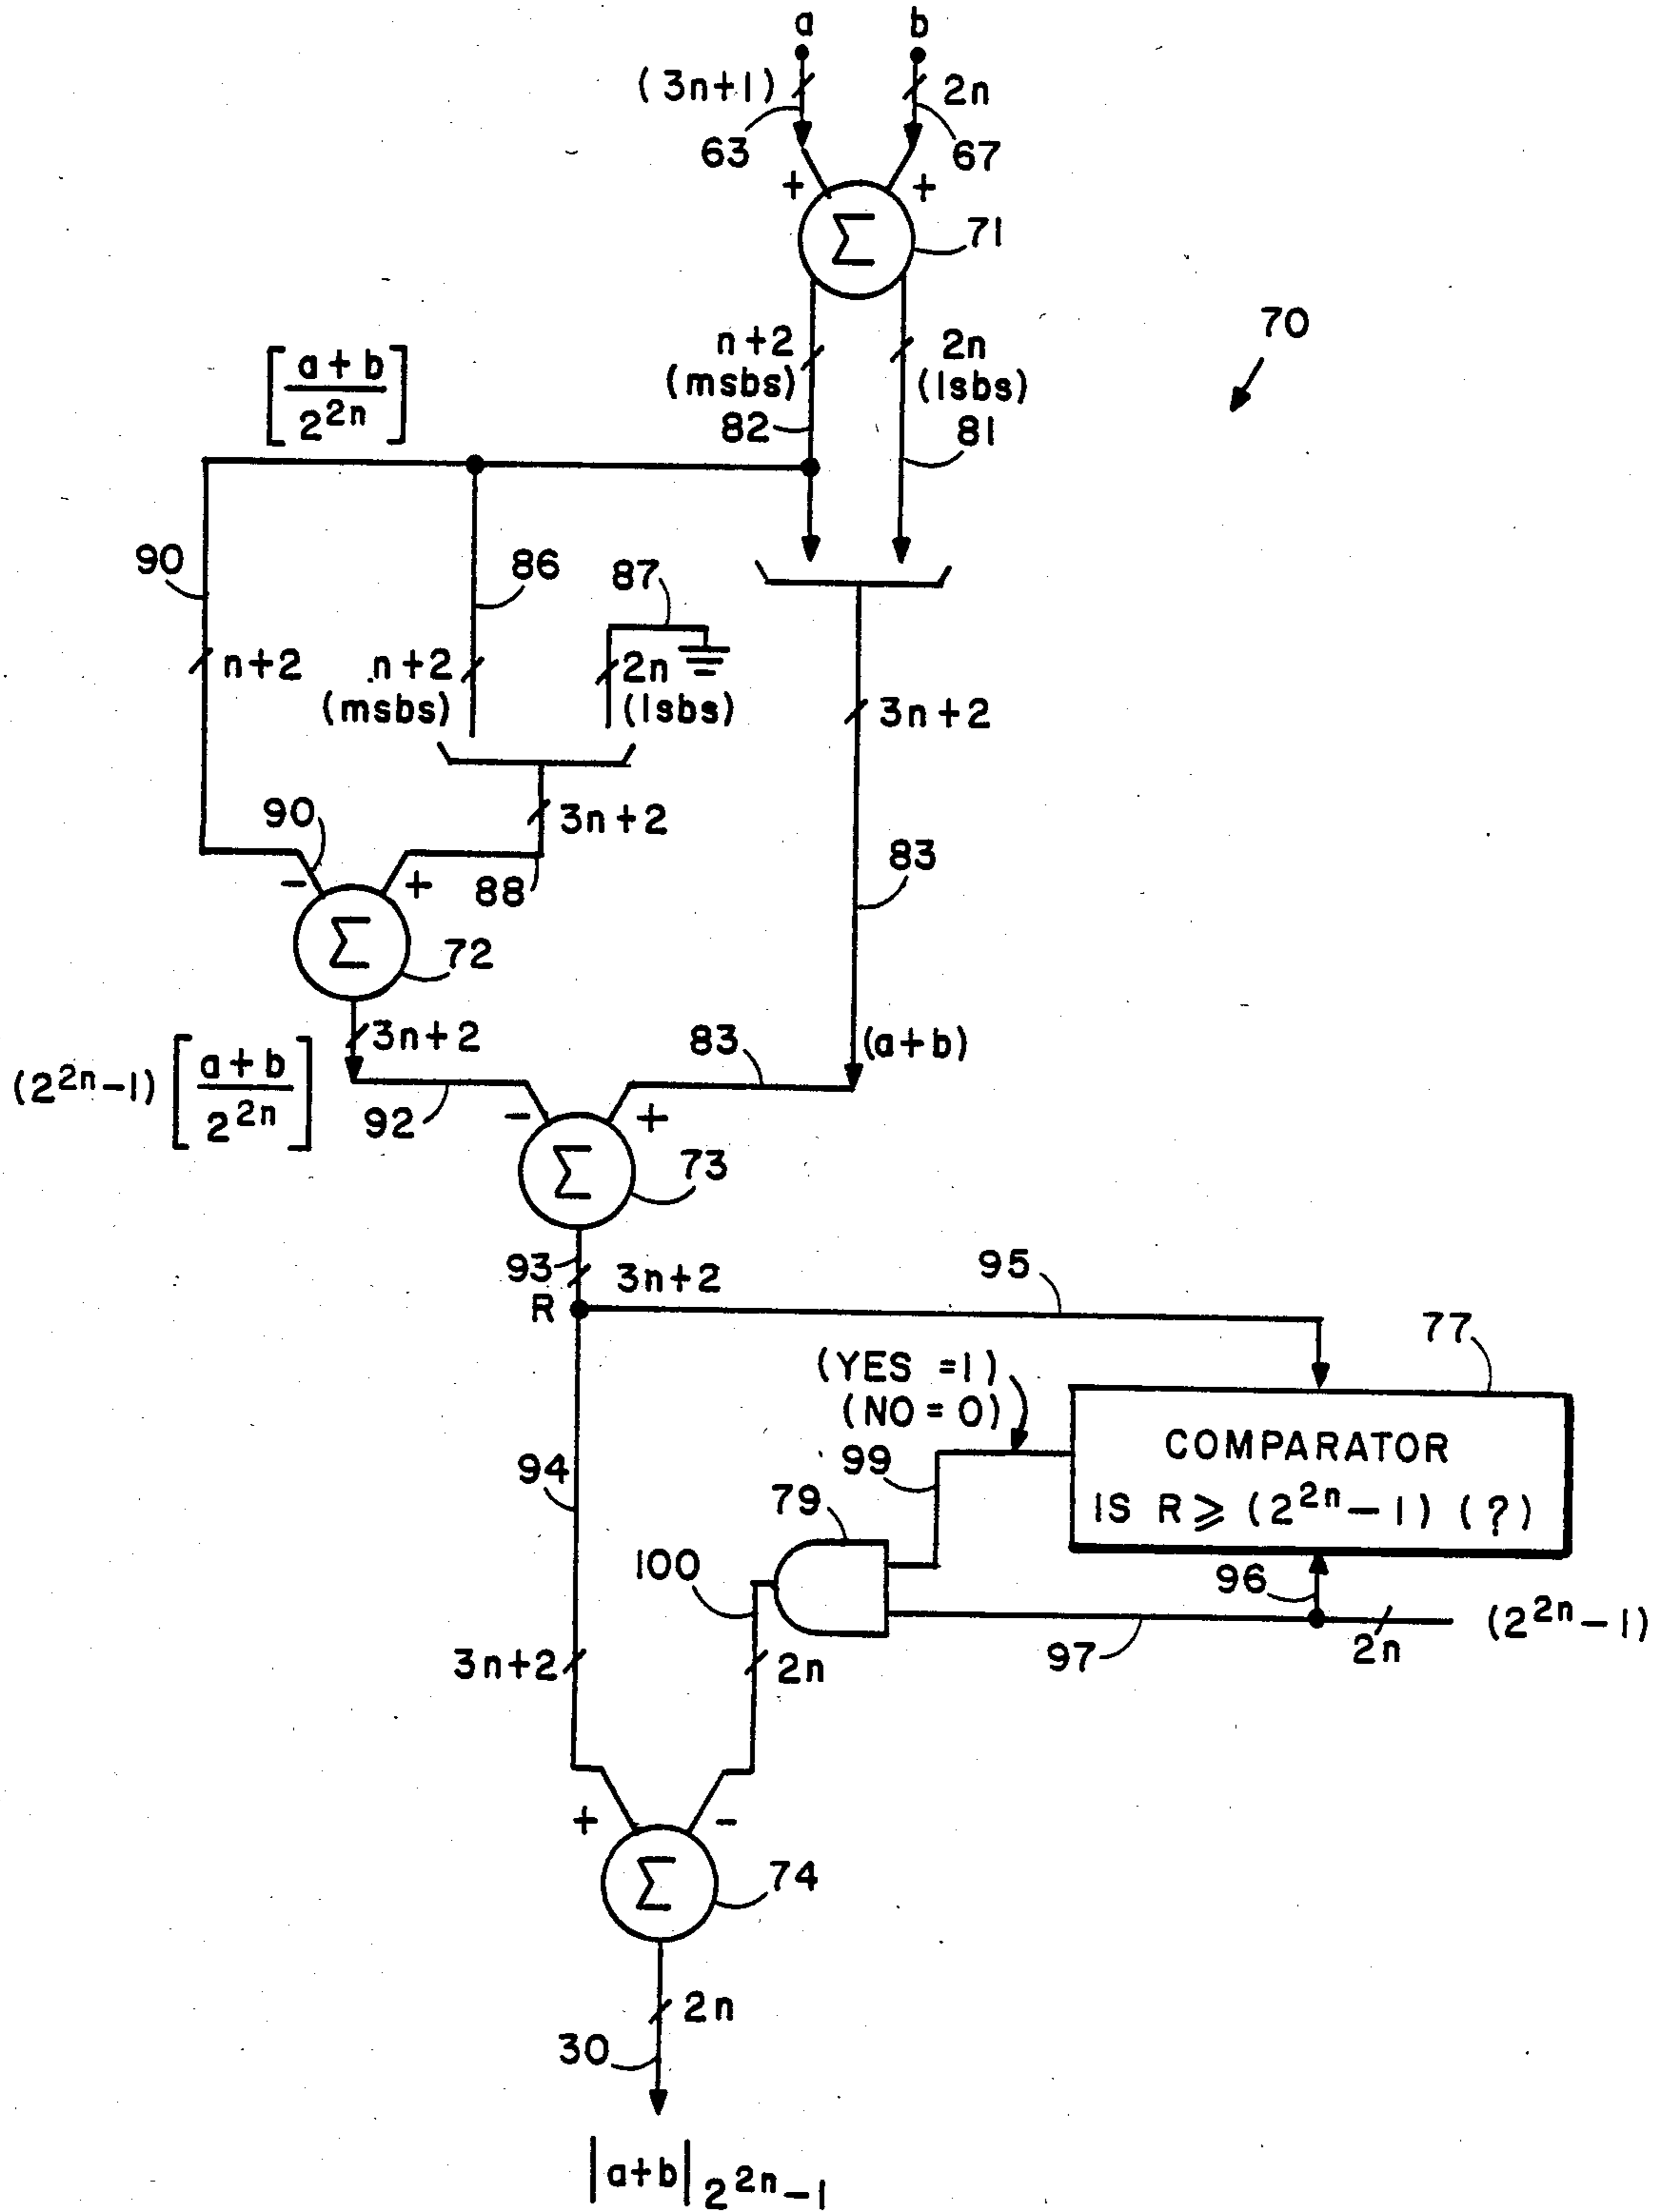 a b
(3n+1) 2n
63 67
+ +
Σ 71
70
n+2 2n
(msbs) (lsbs)
82 81
[a+b / 2^2n]
90 86 87
n+2 n+2 2n
(msbs) (lsbs)
3n+2
90 3n+2
83
- + 88
Σ 72
3n+2 83 (a+b)
(2^2n-1) [a+b / 2^2n]
92 - +
Σ 73
93 3n+2 95
R
77
(YES =1)
(NO=0)
COMPARATOR
IS R⩾(2^2n-1) (?)
94 99
79
100 96
(2^2n-1)
97 2n
3n+2 2n
+ -
Σ 74
2n
30
|a+b| 2^2n-1